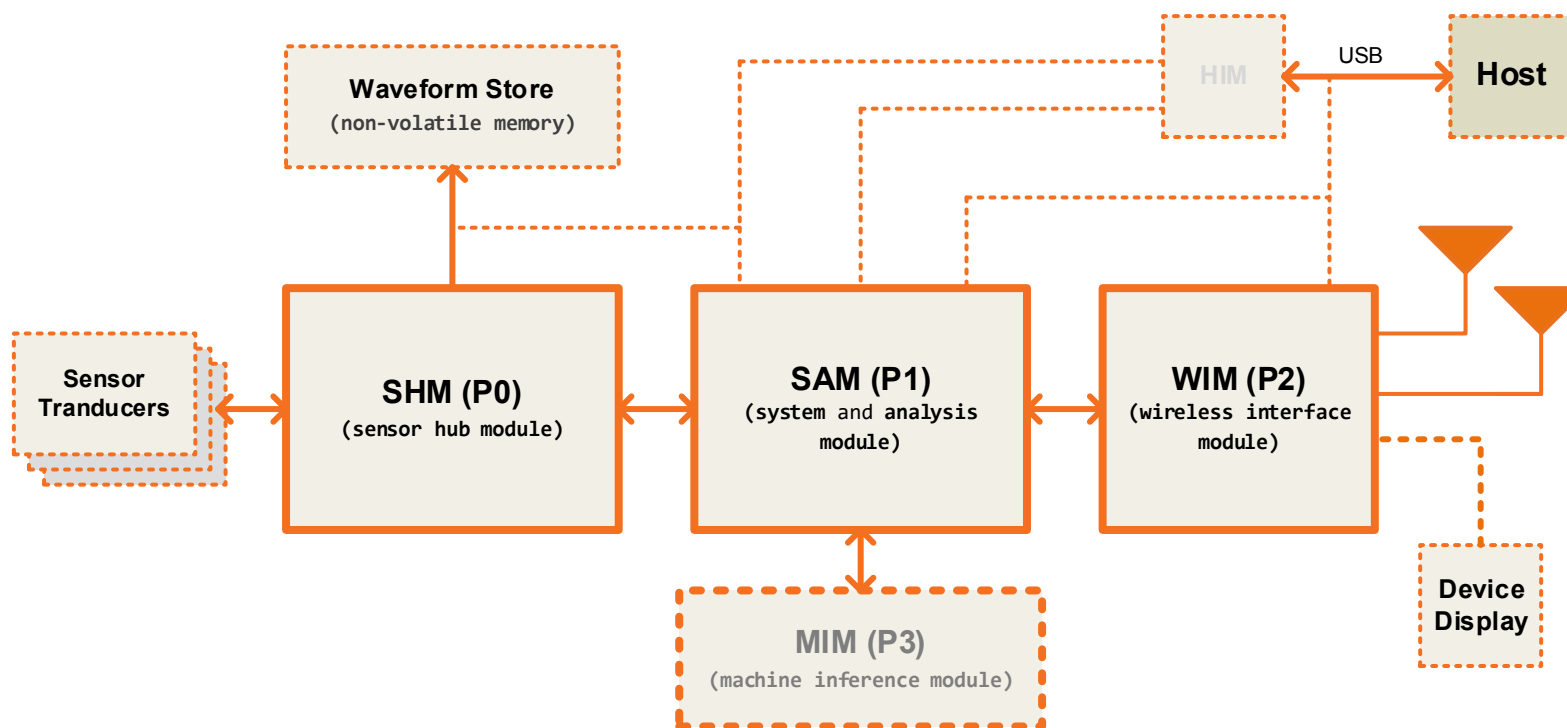 Waveform Store
(non-volatile memory)
HIM
USB
Host
Sensor
Tranducers
SHM (P0)
(sensor hub module)
SAM (P1)
(system and analysis
module)
WIM (P2)
(wireless interface
module)
MIM (P3)
(machine inference module)
Device
Display